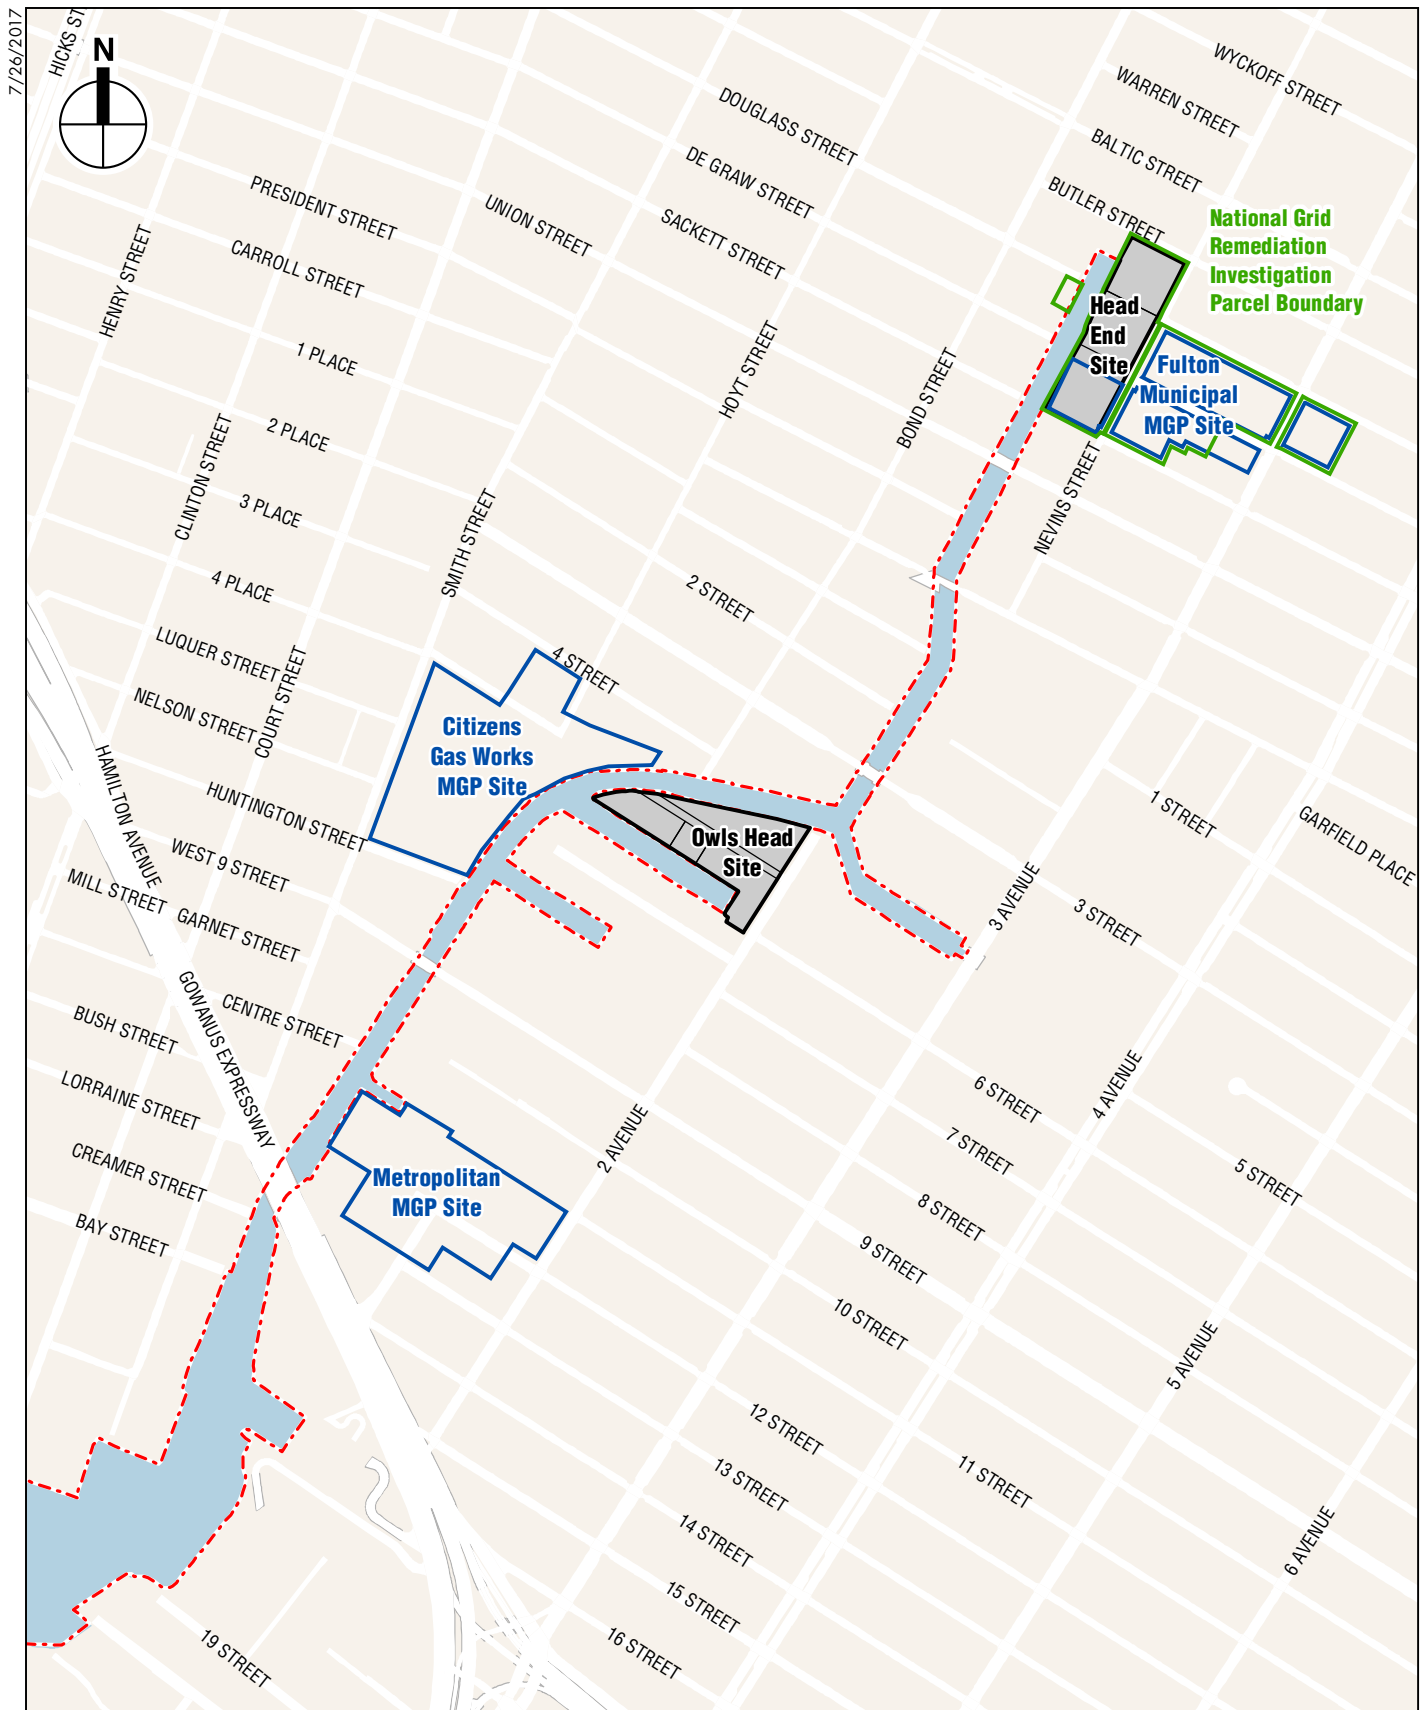 7/26/2017
HICKS ST
N
WYCKOFF STREET
WARREN STREET
DOUGLASS STREET
BALTIC STREET
DE GRAW STREET
BUTLER STREET
PRESIDENT STREET
UNION STREET
SACKETT STREET
National Grid
Remediation
Investigation
Parcel Boundary
CARROLL STREET
HENRY STREET
Head
End
Site
1 PLACE
HOYT STREET
BOND STREET
Fulton
Municipal
MGP Site
2 PLACE
CLINTON STREET
3 PLACE
SMITH STREET
NEVINS STREET
4 PLACE
2 STREET
LUQUER STREET
4 STREET
COURT STREET
NELSON STREET
Citizens
Gas Works
MGP Site
HAMILTON AVENUE
HUNTINGTON STREET
1 STREET
GARFIELD PLACE
Owls Head
Site
WEST 9 STREET
MILL STREET
GARNET STREET
3 AVENUE
3 STREET
GOWANUS EXPRESSWAY
CENTRE STREET
BUSH STREET
LORRAINE STREET
4 AVENUE
6 STREET
2 AVENUE
7 STREET
CREAMER STREET
Metropolitan
MGP Site
5 STREET
8 STREET
BAY STREET
9 STREET
10 STREET
5 AVENUE
12 STREET
13 STREET
11 STREET
14 STREET
6 AVENUE
15 STREET
16 STREET
19 STREET